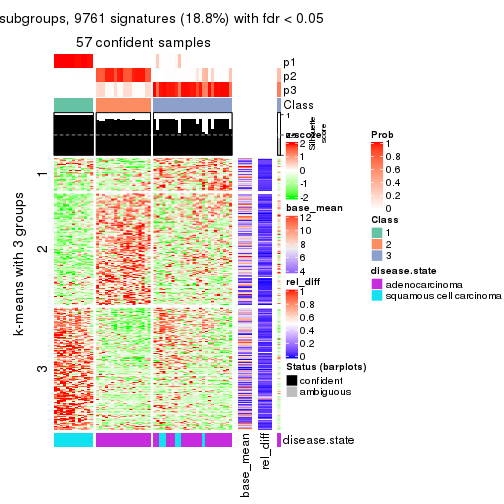 subgroups, 9761 signatures (18.8%) with fdr < 0.05
57 confident samples
p1
p2
p3
Class
1
Silhouette
score
k-means with 3 groups
1
2
3
z-score
2
1
0
-1
-2
base_mean
12
10
8
6
4
rel_diff
1
0.8
0.6
0.4
0.2
0
Status (barplots)
confident
ambiguous
Prob
1
0.8
0.6
0.4
0.2
0
Class
1
2
3
disease.state
adenocarcinoma
squamous cell carcinoma
disease.state
base_mean
rel_diff